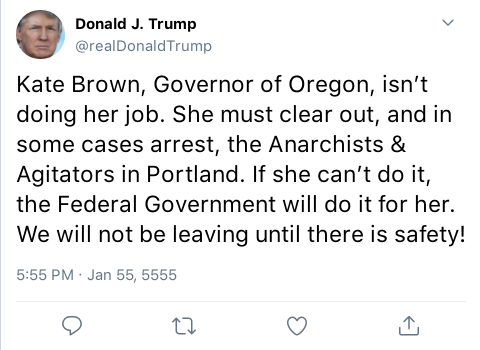 Donald J. Trump
@realDonaldTrump
Kate Brown, Governor of Oregon, isn’t
doing her job. She must clear out, and in
some cases arrest, the Anarchists &
Agitators in Portland. If she can’t do it,
the Federal Government will do it for her.
We will not be leaving until there is safety!
5:55 PM · Jan 55, 5555